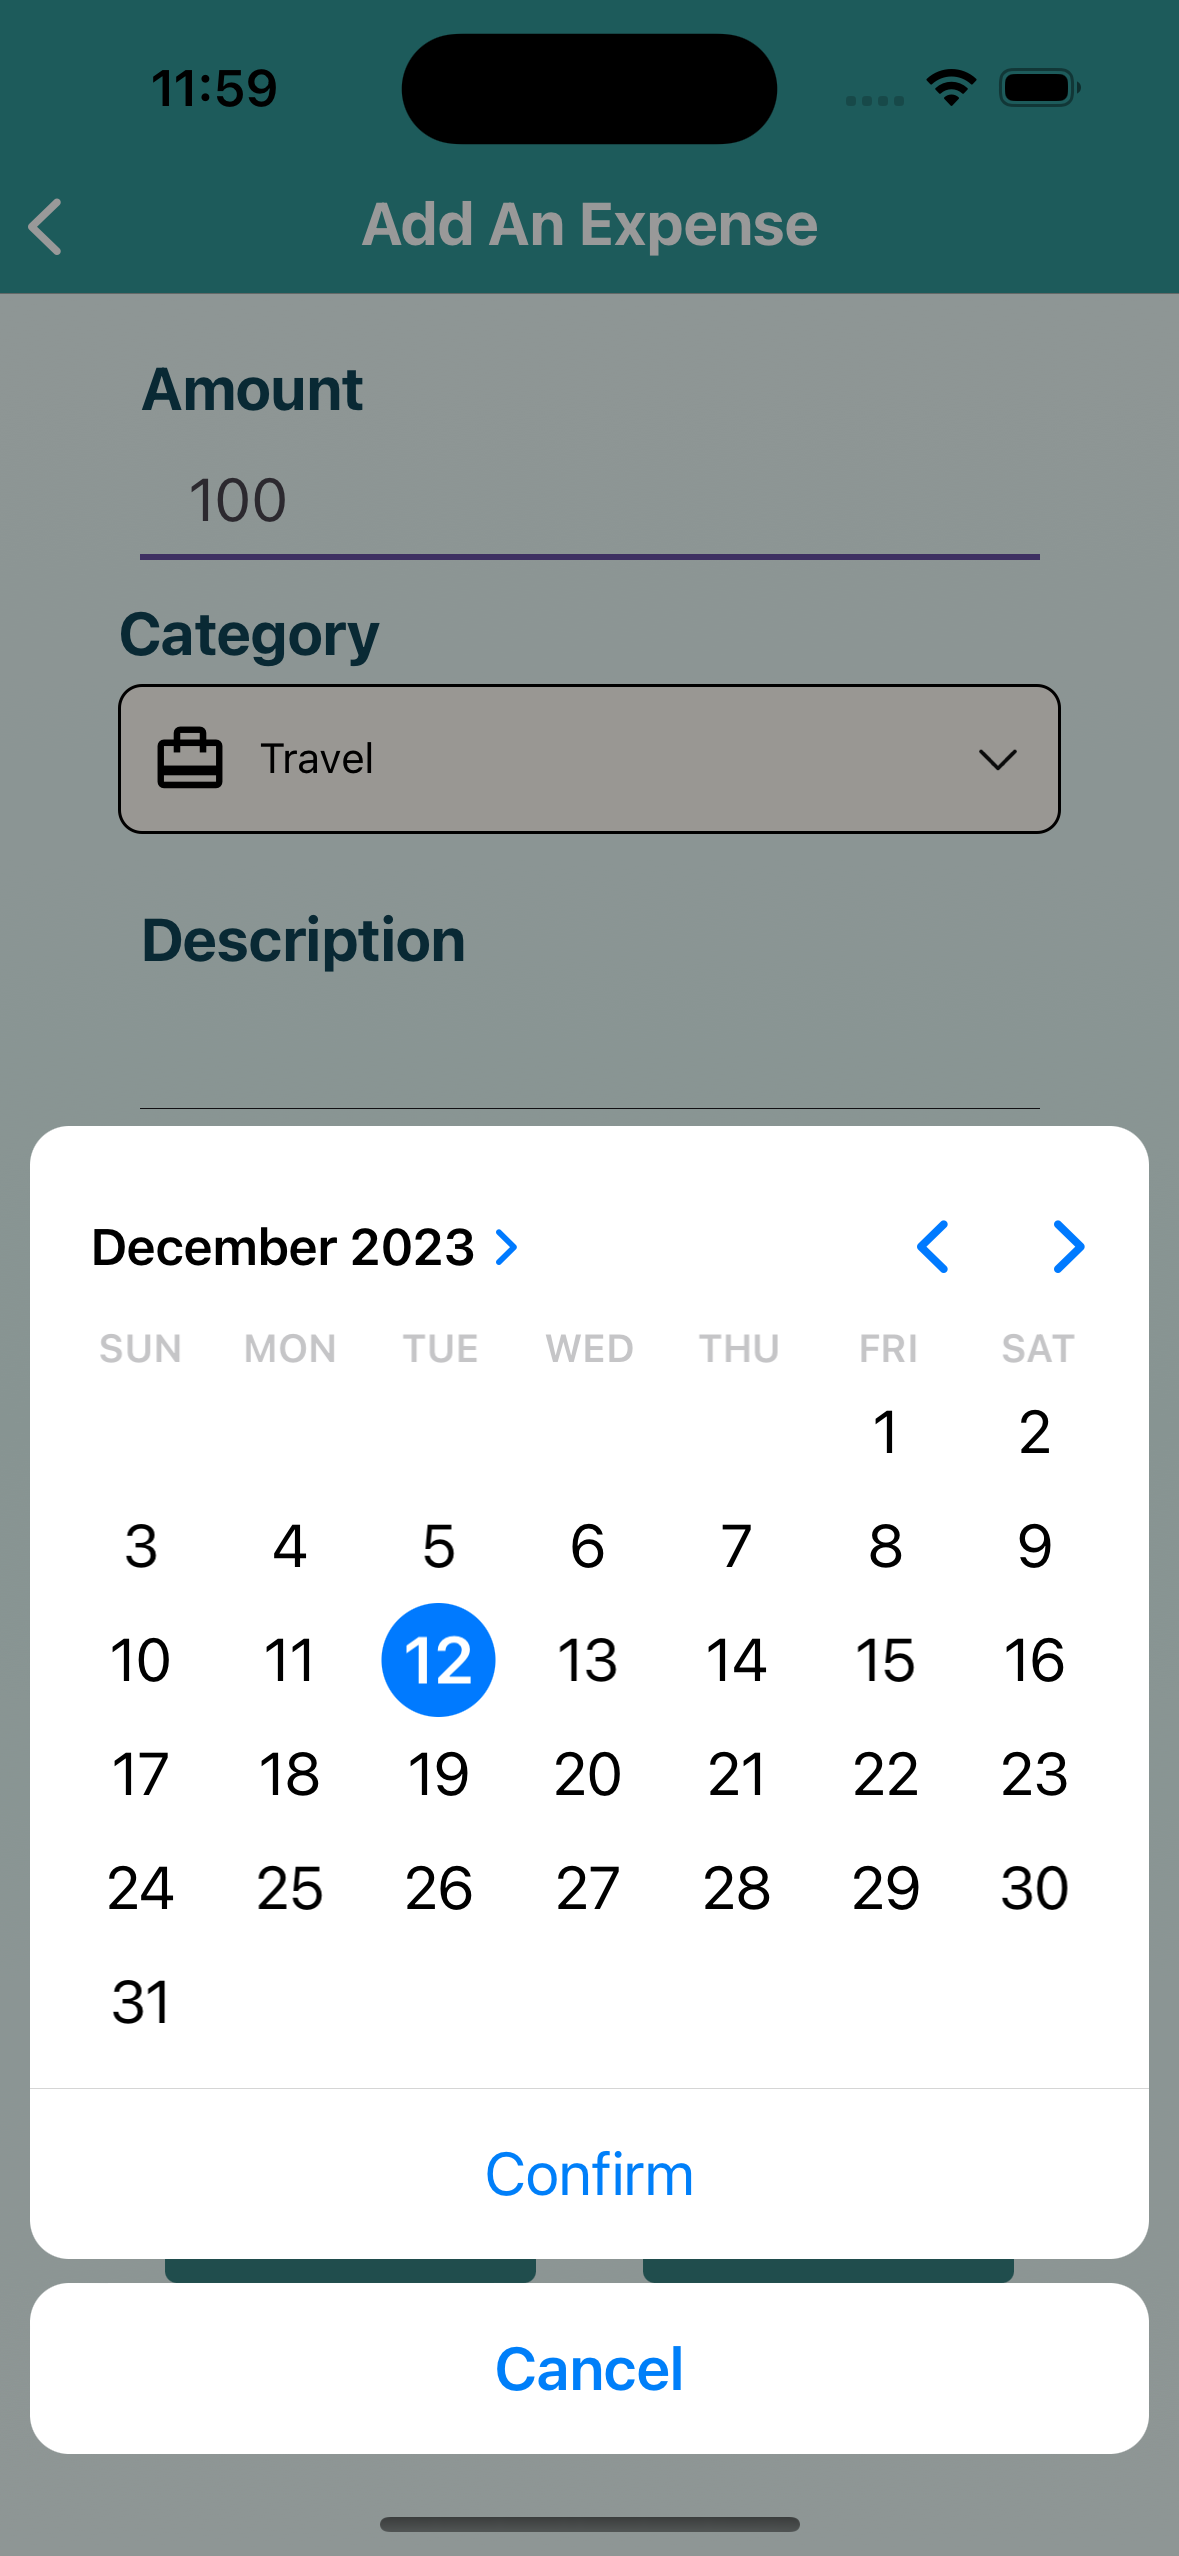 11:59
Add An Expense
Amount
100
Category
Travel
Description
December 2023
SUN MON TUE WED THU FRI SAT
1 2
3 4 5 6 7 8 9
10 11 12 13 14 15 16
17 18 19 20 21 22 23
24 25 26 27 28 29 30
31
Confirm
Cancel